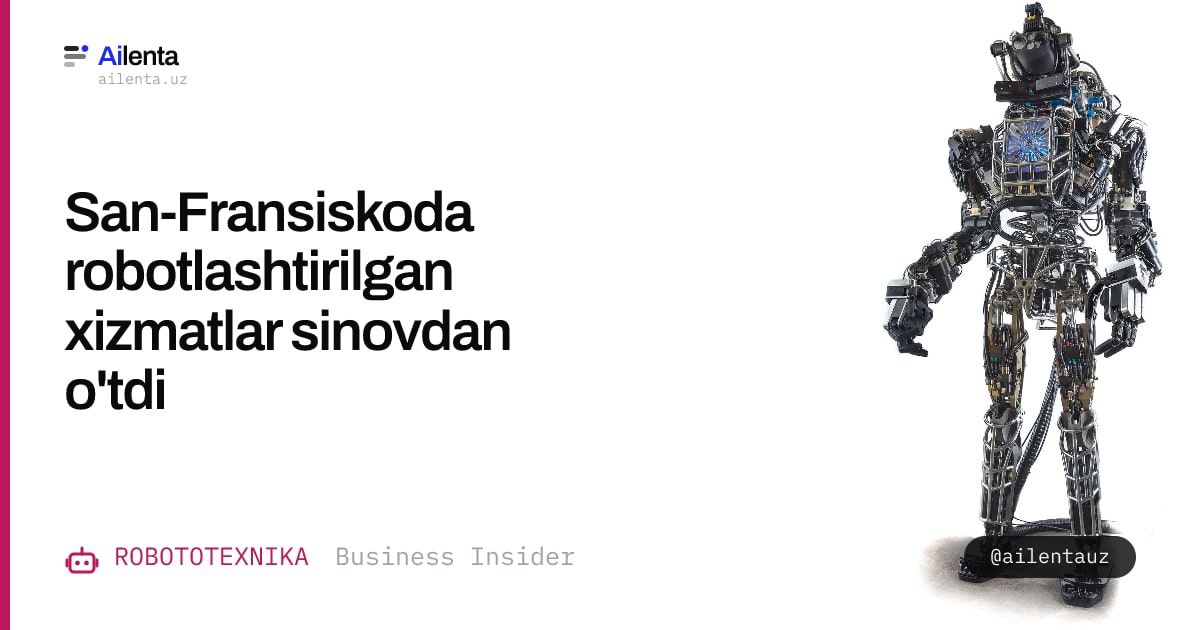 Ailenta
ailenta.uz
San-Fransiskoda
robotlashtirilgan
xizmatlar sinovdan
o'tdi
ROBOTOTEXNIKA Business Insider
@ailentauz